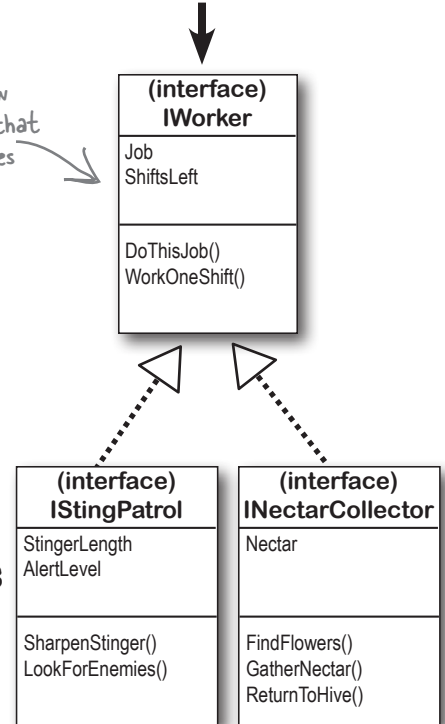 that
(interface)
IWorker
Job
ShiftsLeft
DoThisJob()
WorkOneShift()
(interface)
IStingPatrol
StingerLength
AlertLevel
SharpenStinger()
LookForEnemies()
(interface)
INectarCollector
Nectar
FindFlowers()
GatherNectar()
ReturnToHive()